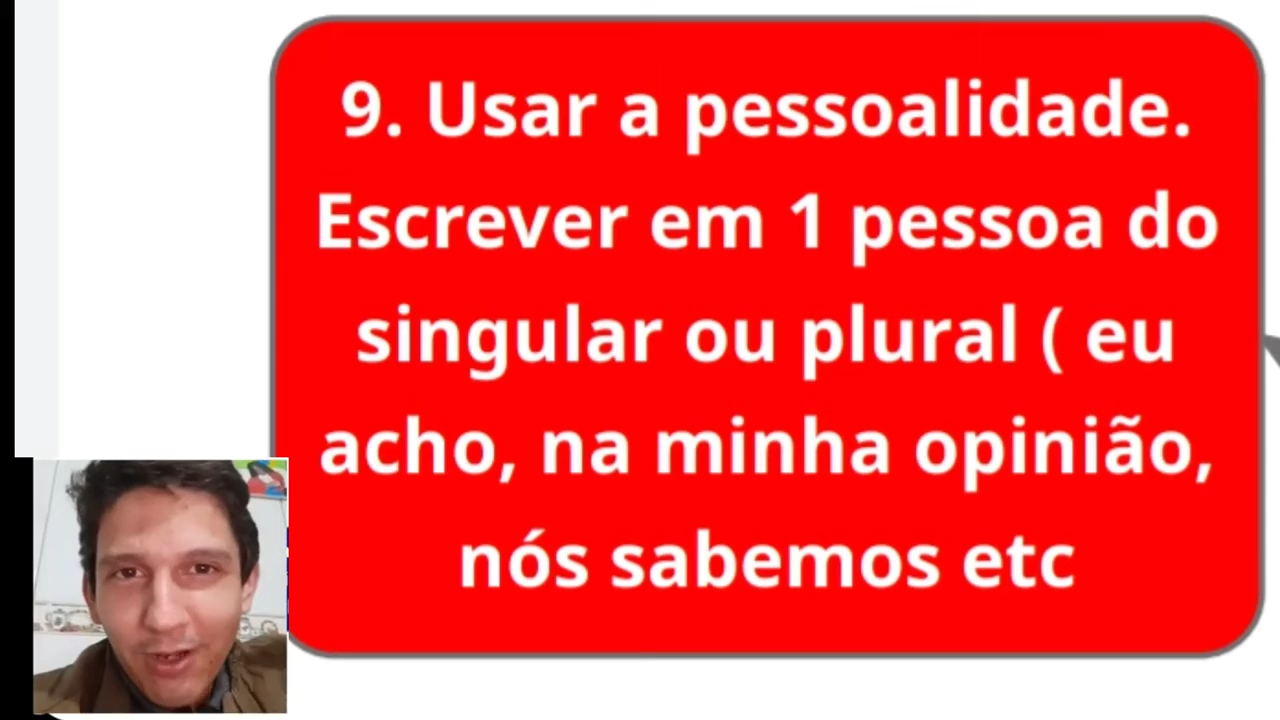 9. Usar a pessoalidade.
Escrever em 1 pessoa do
singular ou plural ( eu
acho, na minha opinião,
nós sabemos etc